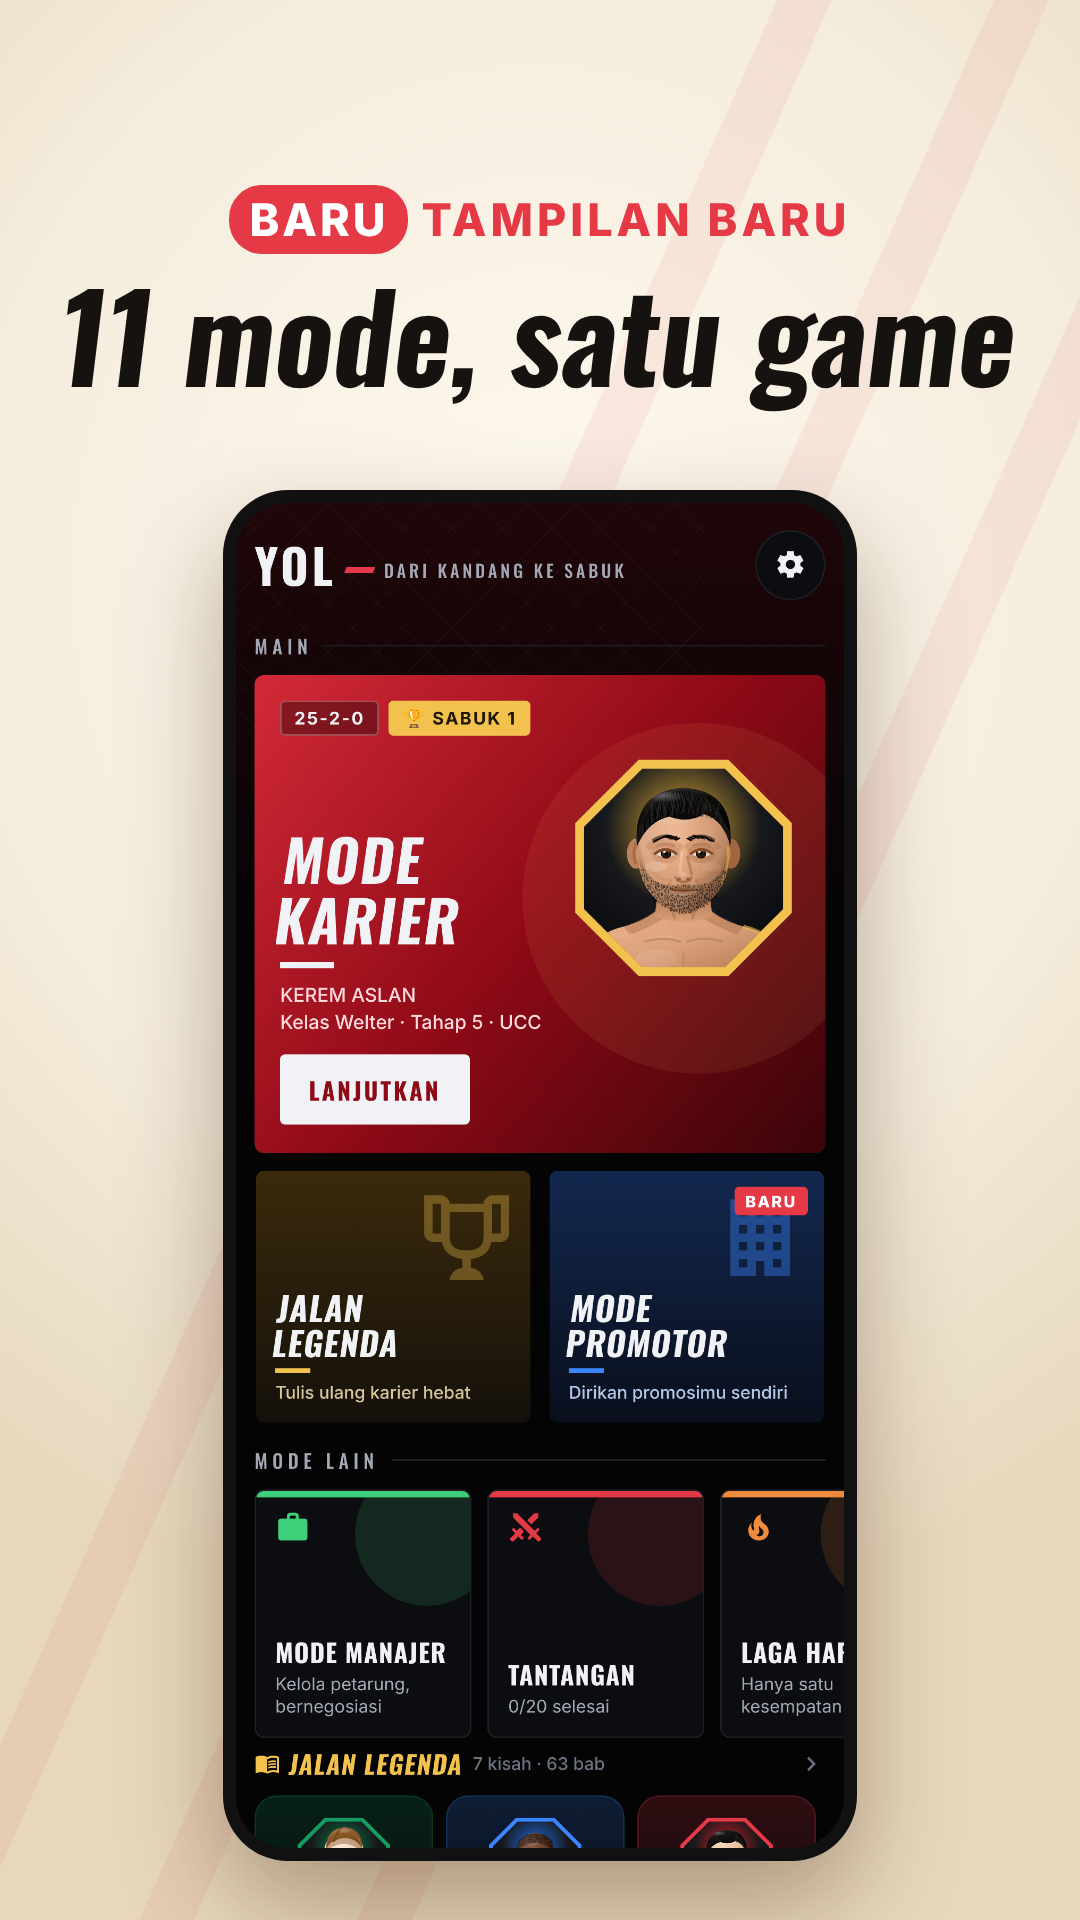 BARU TAMPILAN BARU
11 mode, satu game
YOL DARI KANDANG KE SABUK
MAIN
25-2-0
🏆 SABUK 1
MODE
KARIER
KEREM ASLAN
Kelas Welter · Tahap 5 · UCC
LANJUTKAN
JALAN
LEGENDA
Tulis ulang karier hebat
BARU
MODE
PROMOTOR
Dirikan promosimu sendiri
MODE LAIN
MODE MANAJER
Kelola petarung,
bernegosiasi
TANTANGAN
0/20 selesai
LAGA
Hanya satu
kesempatan
JALAN LEGENDA 7 kisah · 63 bab